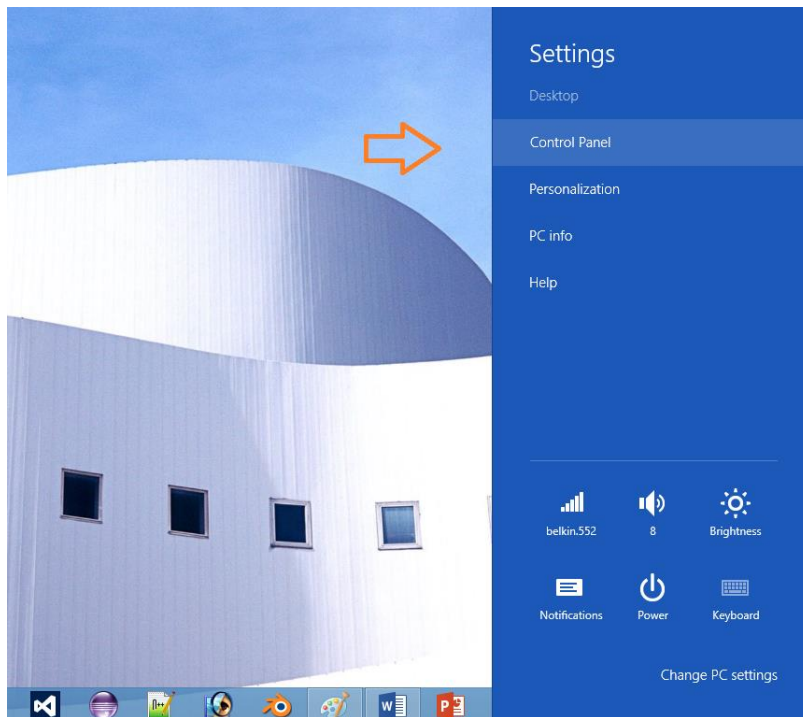 Settings
Desktop
Control Panel
Personalization
PC info
Help
belkin.552
8
Brightness
Notifications
Power
Keyboard
Change PC settings